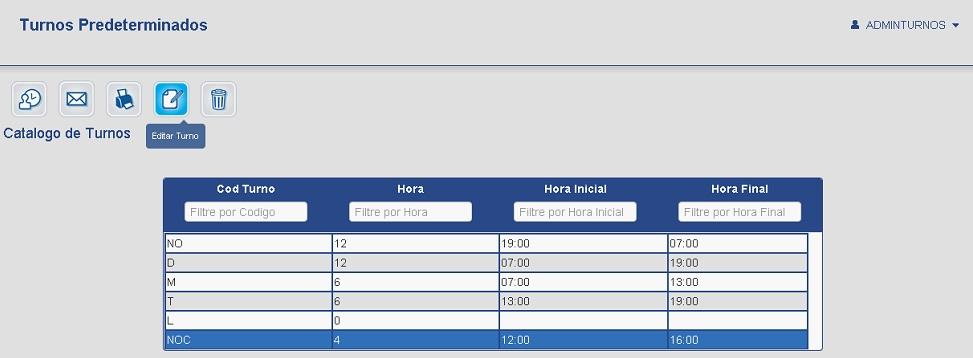 Turnos Predeterminados
ADMINTURNOS
Catalogo de Turnos
Editar Turno
Cod Turno Hora Hora Inicial Hora Final
Filtre por Codigo Filtre por Hora Filtre por Hora Inicial Filtre por Hora Final
NO 12 19:00 07:00
D 12 07:00 19:00
M 6 07:00 13:00
T 6 13:00 19:00
L 0
NOC 4 12:00 16:00